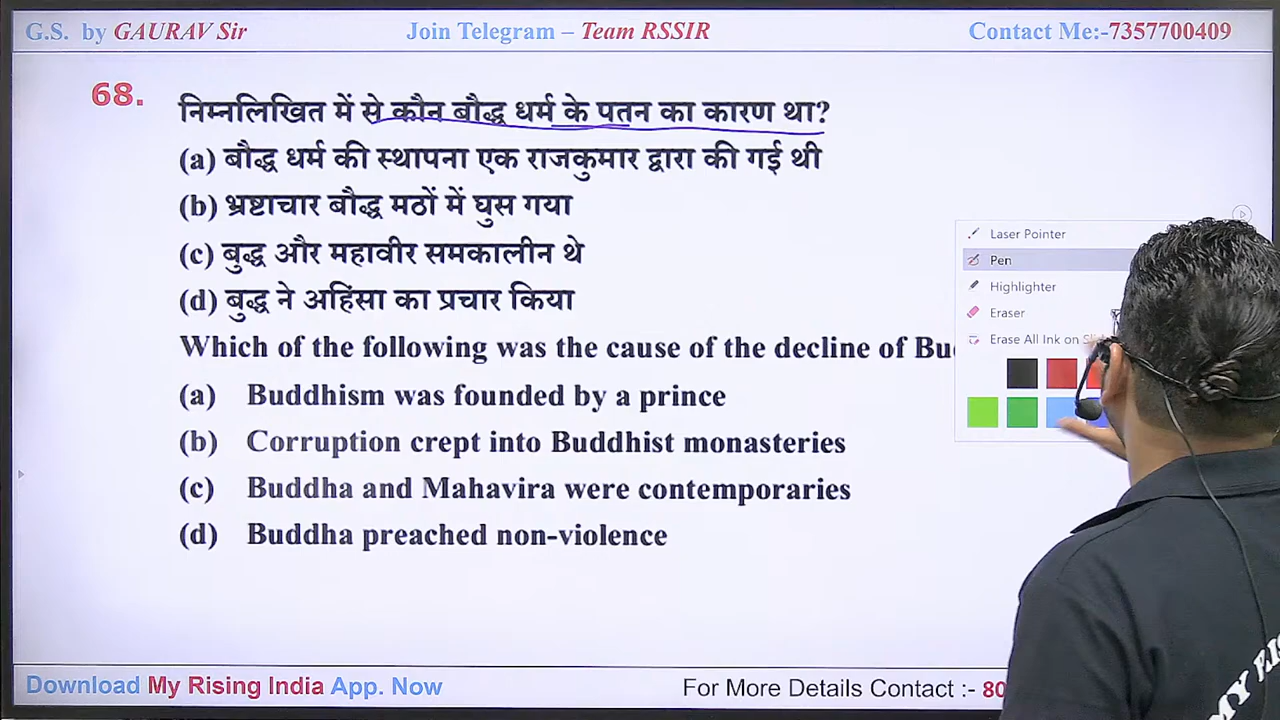 G.S. by GAURAV Sir
Join Telegram – Team RSSIR
Contact Me:-7357700409
68. निम्नलिखित में से कौन बौद्ध धर्म के पतन का कारण था?
(a) बौद्ध धर्म की स्थापना एक राजकुमार द्वारा की गई थी
(b) भ्रष्टाचार बौद्ध मठों में घुस गया
(c) बुद्ध और महावीर समकालीन थे
(d) बुद्ध ने अहिंसा का प्रचार किया
Which of the following was the cause of the decline of
(a) Buddhism was founded by a prince
(b) Corruption crept into Buddhist monasteries
(c) Buddha and Mahavira were contemporaries
(d) Buddha preached non-violence
Laser Pointer
Pen
Highlighter
Eraser
Erase All Ink on
Download My Rising India App. Now
For More Details Contact :- 80
MY